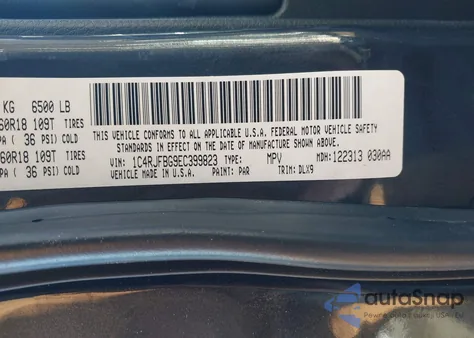 KG 6500 LB
60R18 109T TIRES
PA ( 36 PSI) COLD
60R18 109T TIRES
PA ( 36 PSI) COLD
THIS VEHICLE CONFORMS TO ALL APPLICABLE U.S.A. FEDERAL MOTOR VEHICLE SAFETY
STANDARDS IN EFFECT ON THE DATE OF MANUFACTURE SHOWN ABOVE.
VIN: 1C4RJFBG9EC399823 TYPE: MPV MDH:122313 030AA
VEHICLE MADE IN U.S.A. PAINT: PAR TRIM: DLX9
autoSnap